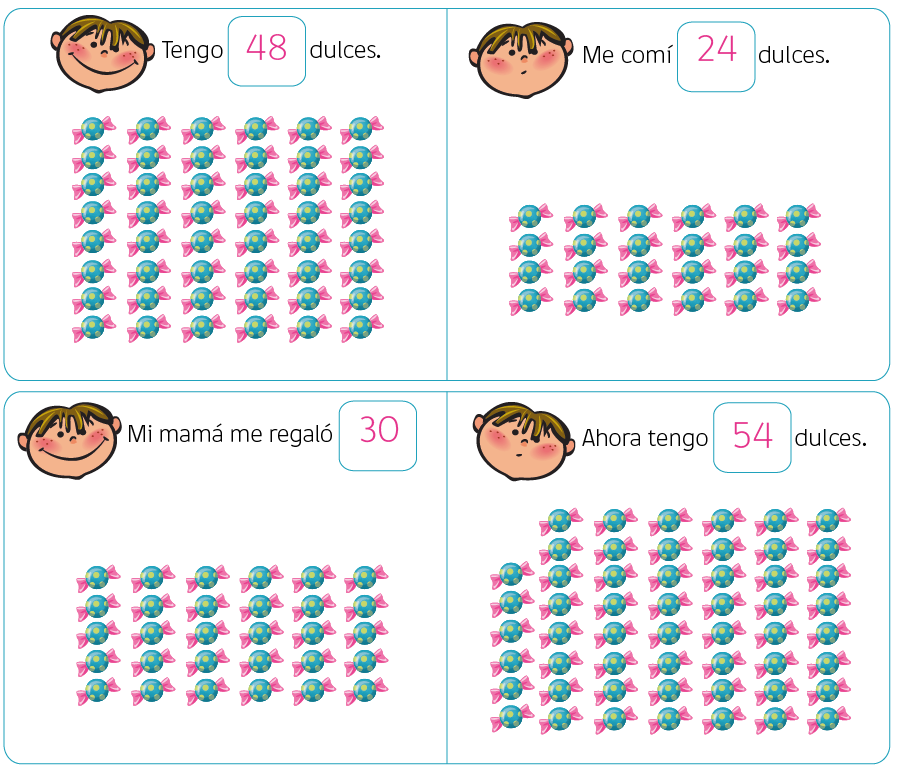 Tengo 48 dulces.
Me comí 24 dulces.
Mi mamá me regaló 30
Ahora tengo 54 dulces.